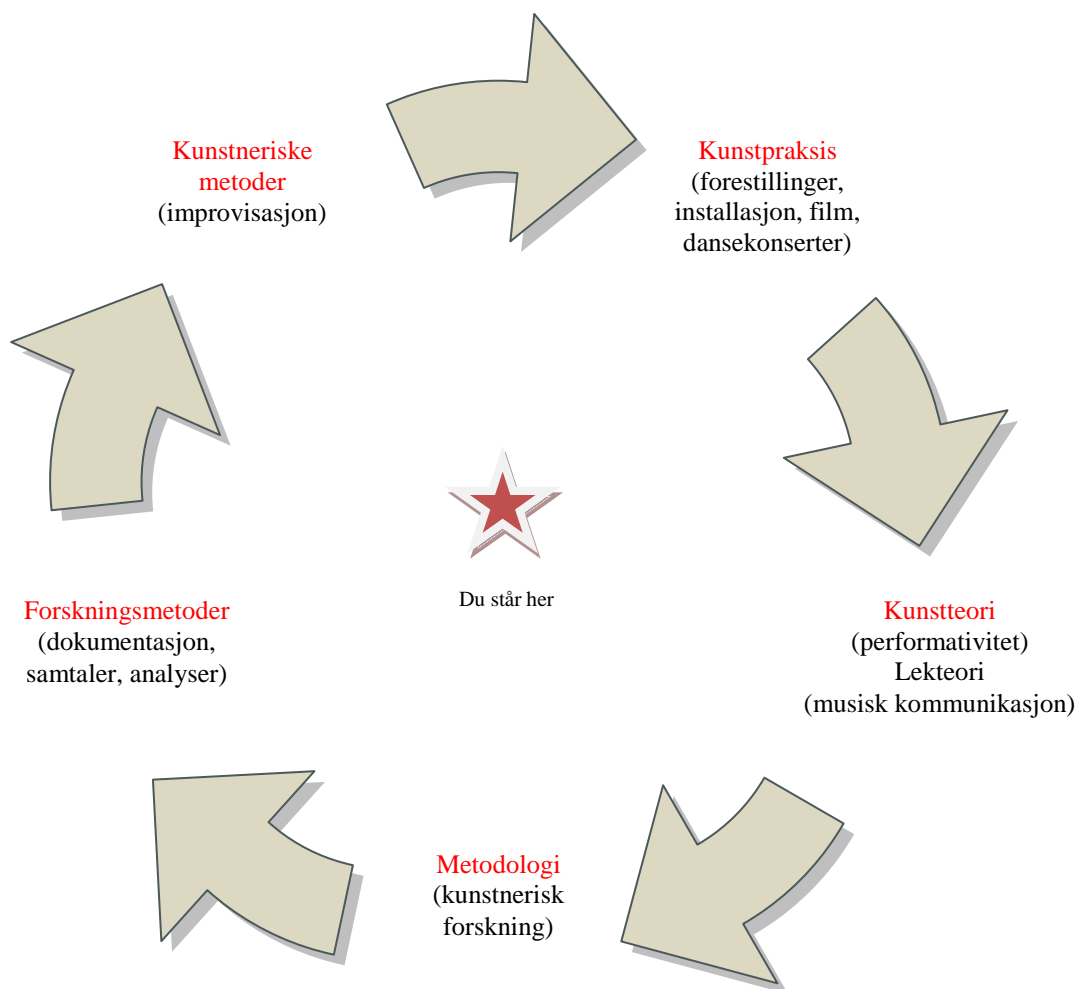 Kunstneriske
metoder
(improvisasjon)
Kunstpraksis
(forestillinger,
installasjon, film,
dansekonserter)
Du står her
Forskningsmetoder
(dokumentasjon,
samtaler, analyser)
Kunstteori
(performativitet)
Lekteori
(musisk kommunikasjon)
Metodologi
(kunstnerisk
forskning)